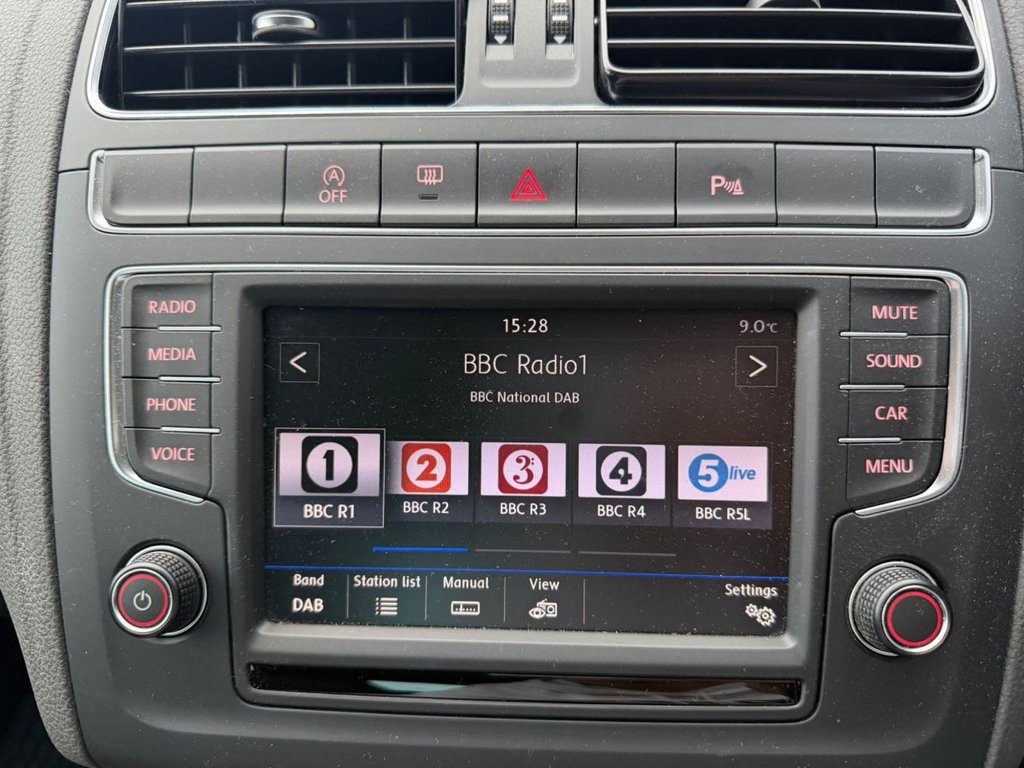 A
OFF
P
RADIO
MEDIA
PHONE
VOICE
15:28
9.0°C
<
BBC Radio1
>
BBC National DAB
1 2 3 4 5 live
BBC R1 BBC R2 BBC R3 BBC R4 BBC R5L
Band Station list Manual View Settings
DAB
MUTE
SOUND
CAR
MENU